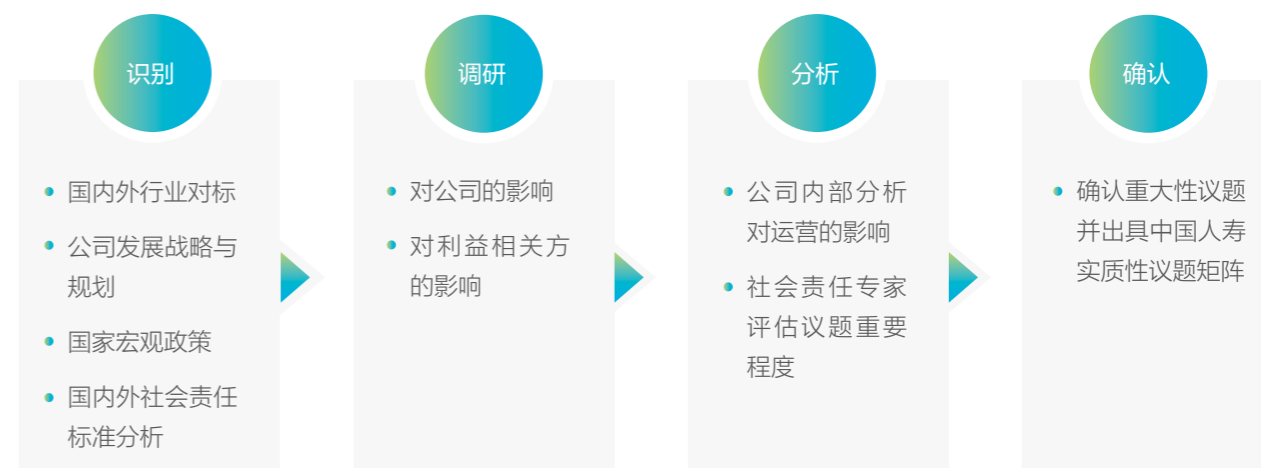 识别
国内外行业对标
公司发展战略与
规划
国家宏观政策
国内外社会责任
标准分析
调研
对公司的影响
对利益相关方
的影响
分析
公司内部分析
对运营的影响
社会责任专家
评估议题重要
程度
确认
确认重大性议题
并出具中国人寿
实质性议题矩阵